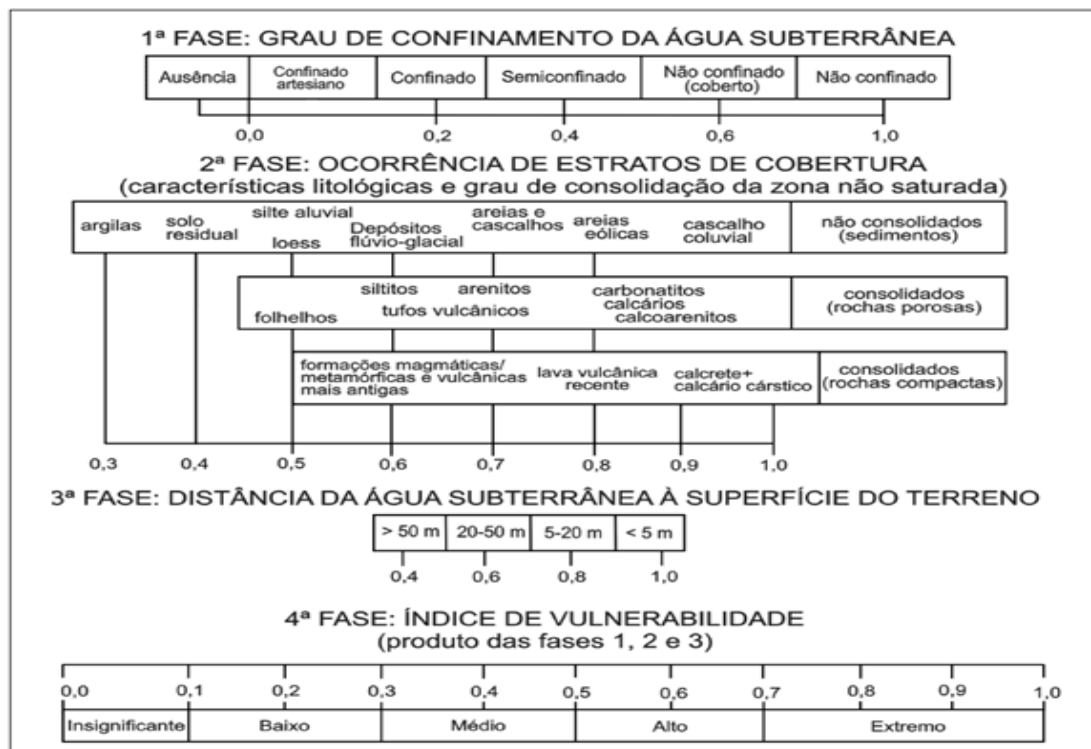 1ª FASE: GRAU DE CONFINAMENTO DA ÁGUA SUBTERRÂNEA
Ausência
Confinado
artesiano
Confinado
Semiconfinado
Não confinado
(coberto)
Não confinado
0,0 0,2 0,4 0,6 1,0
2ª FASE: OCORRÊNCIA DE ESTRATOS DE COBERTURA
(características litológicas e grau de consolidação da zona não saturada)
argilas
solo
residual
silte aluvial
loess
Depósitos
flúvio-glacial
areias e
cascalhos
areias
eólicas
cascalho
coluvial
não consolidados
(sedimentos)
folhelhos
siltitos
tufos vulcânicos
arenitos
carbonatitos
calcários
calcoarenitos
consolidados
(rochas porosas)
formações magmáticas/
metamórficas e vulcânicas
mais antigas
lava vulcânica
recente
calcrete+
calcário cárstico
consolidados
(rochas compactas)
0,3 0,4 0,5 0,6 0,7 0,8 0,9 1,0
3ª FASE: DISTÂNCIA DA ÁGUA SUBTERRÂNEA À SUPERFÍCIE DO TERRENO
> 50 m 20-50 m 5-20 m < 5 m
0,4 0,6 0,8 1,0
4ª FASE: ÍNDICE DE VULNERABILIDADE
(produto das fases 1, 2 e 3)
0,0 0,1 0,2 0,3 0,4 0,5 0,6 0,7 0,8 0,9 1,0
Insignificante Baixo Médio Alto Extremo